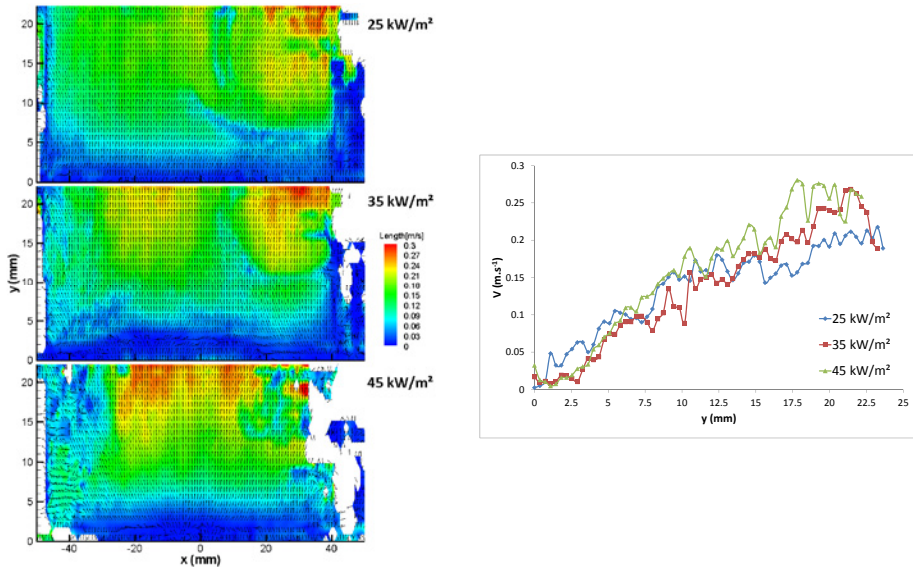 25 kW/m²
20
15
10
5
0
35 kW/m²
y (mm)
20
15
10
5
0
Length[m/s]
0.3
0.27
0.24
0.21
0.18
0.15
0.12
0.09
0.06
0.03
0
45 kW/m²
20
15
10
5
0
-40 -20 0 20 40
x (mm)
0.3
0.25
0.2
0.15
0.1
0.05
0
V (m.s⁻¹)
0 2.5 5 7.5 10 12.5 15 17.5 20 22.5 25
y (mm)
25 kW/m²
35 kW/m²
45 kW/m²